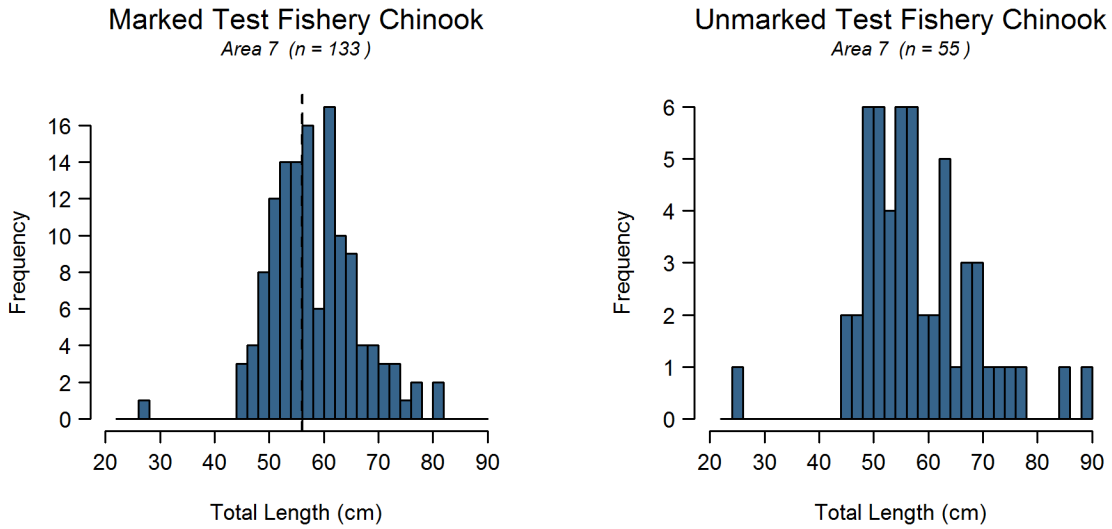 Marked Test Fishery Chinook
Area 7 (n = 133 )
Frequency
16
14
12
10
8
6
4
2
0
20 30 40 50 60 70 80 90
Total Length (cm)
Unmarked Test Fishery Chinook
Area 7 (n = 55 )
Frequency
6
5
4
3
2
1
0
20 30 40 50 60 70 80 90
Total Length (cm)